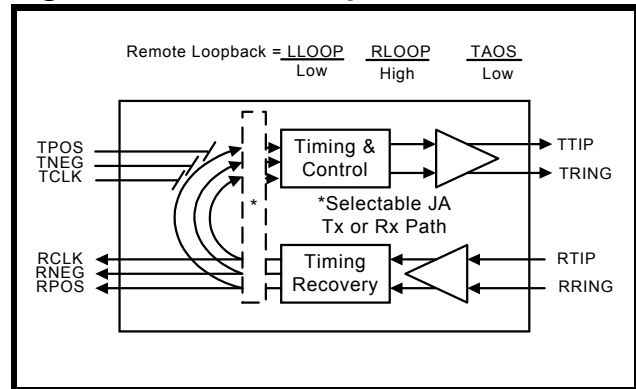 Remote Loopback = LLOOP RLOOP TAOS
Low High Low
TPOS
TNEG
TCLK
Timing &
Control
TTIP
TRING
*
*Selectable JA
Tx or Rx Path
RCLK
RNEG
RPOS
Timing
Recovery
RTIP
RRING